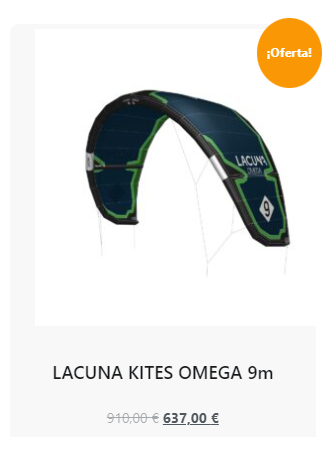 ¡Oferta!
LACUNA
OMEGA
9
LACUNA KITES OMEGA 9m
910,00 € 637,00 €